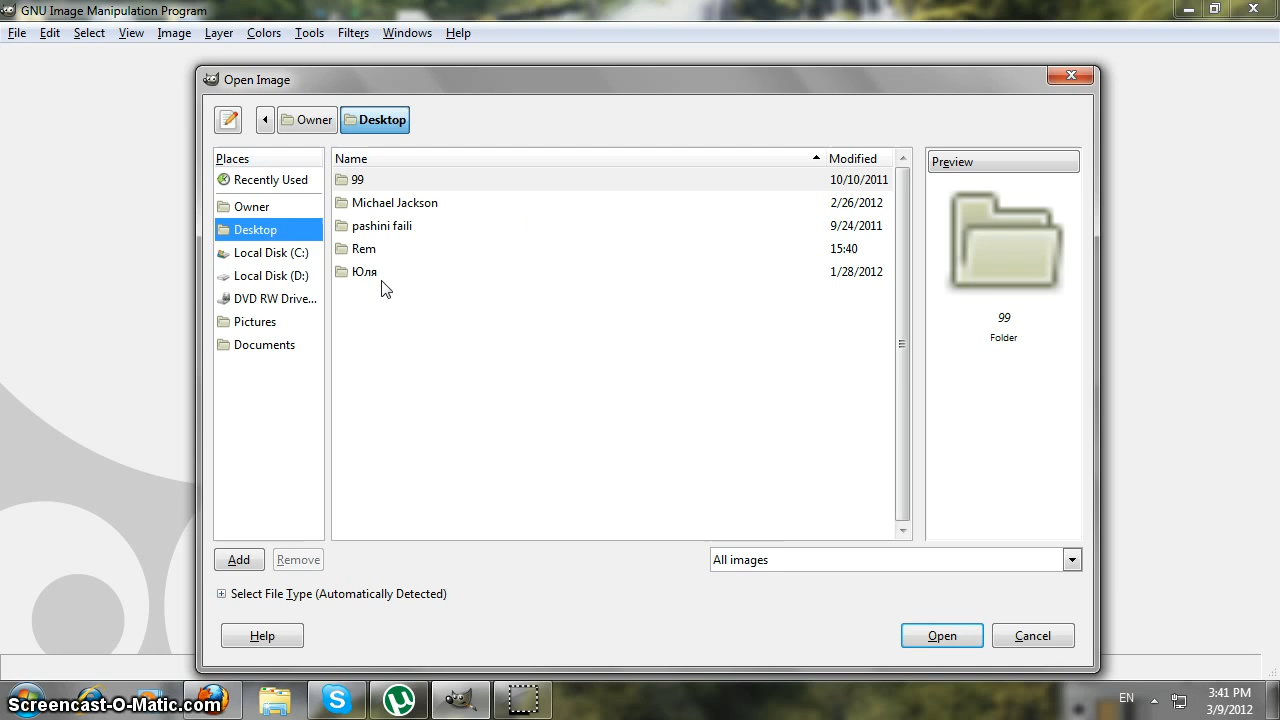 GNU Image Manipulation Program
File Edit Select View Image Layer Colors Tools Filters Windows Help
Open Image
Owner Desktop
Places Name Modified Preview
Recently Used 99 10/10/2011
Owner Michael Jackson 2/26/2012
Desktop pashini faili 9/24/2011
Local Disk (C:) Rem 15:40
Local Disk (D:) Юля 1/28/2012
DVD RW Drive...
Pictures
Documents
99
Folder
Add Remove All images
Select File Type (Automatically Detected)
Help Open Cancel
EN 3:41 PM
3/9/2012
Screencast-O-Matic.com